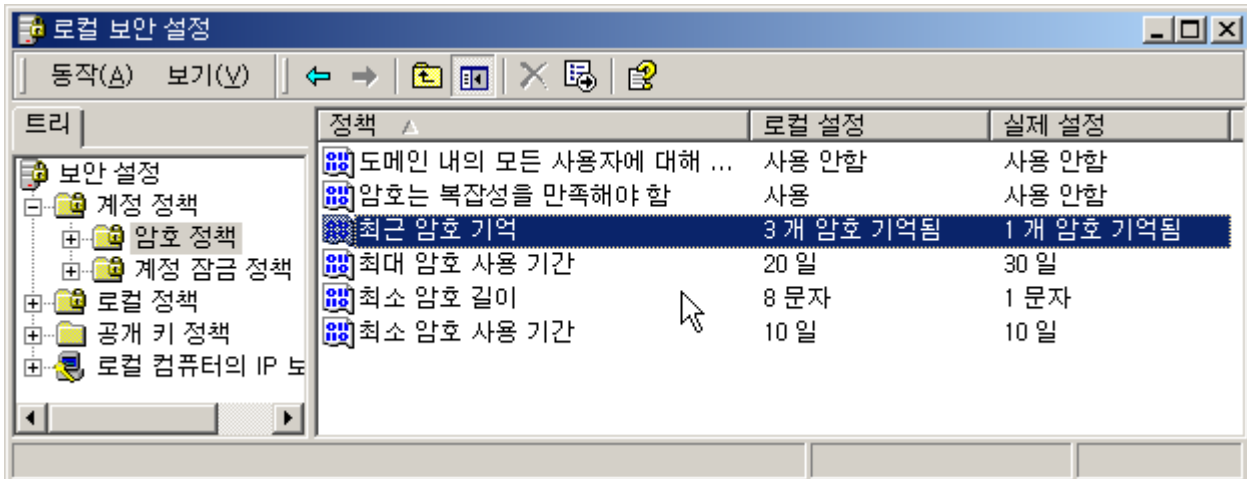 로컬 보안 설정
동작(A) 보기(V)
트리
보안 설정
계정 정책
암호 정책
계정 잠금 정책
로컬 정책
공개 키 정책
로컬 컴퓨터의 IP 보
정책 로컬 설정 실제 설정
도메인 내의 모든 사용자에 대해 ... 사용 안함 사용 안함
암호는 복잡성을 만족해야 함 사용 사용 안함
최근 암호 기억 3 개 암호 기억됨 1 개 암호 기억됨
최대 암호 사용 기간 20 일 30 일
최소 암호 길이 8 문자 1 문자
최소 암호 사용 기간 10 일 10 일